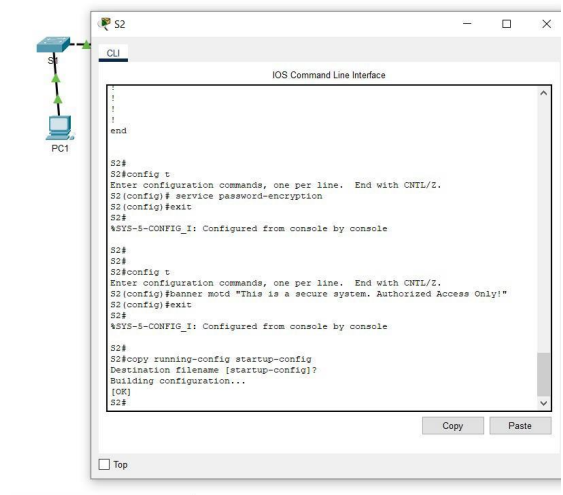 S2
CLI
IOS Command Line Interface
!
!
!
!
end
S2#
S2#config t
Enter configuration commands, one per line. End with CNTL/Z.
S2(config)# service password-encryption
S2(config)#exit
S2#
%SYS-5-CONFIG_I: Configured from console by console
S2#
S2#
S2#config t
Enter configuration commands, one per line. End with CNTL/Z.
S2(config)#banner motd "This is a secure system. Authorized Access Only!"
S2(config)#exit
S2#
%SYS-5-CONFIG_I: Configured from console by console
S2#
S2#copy running-config startup-config
Destination filename [startup-config]?
Building configuration...
[OK]
S2#
Copy
Paste
Top
S1
PC1